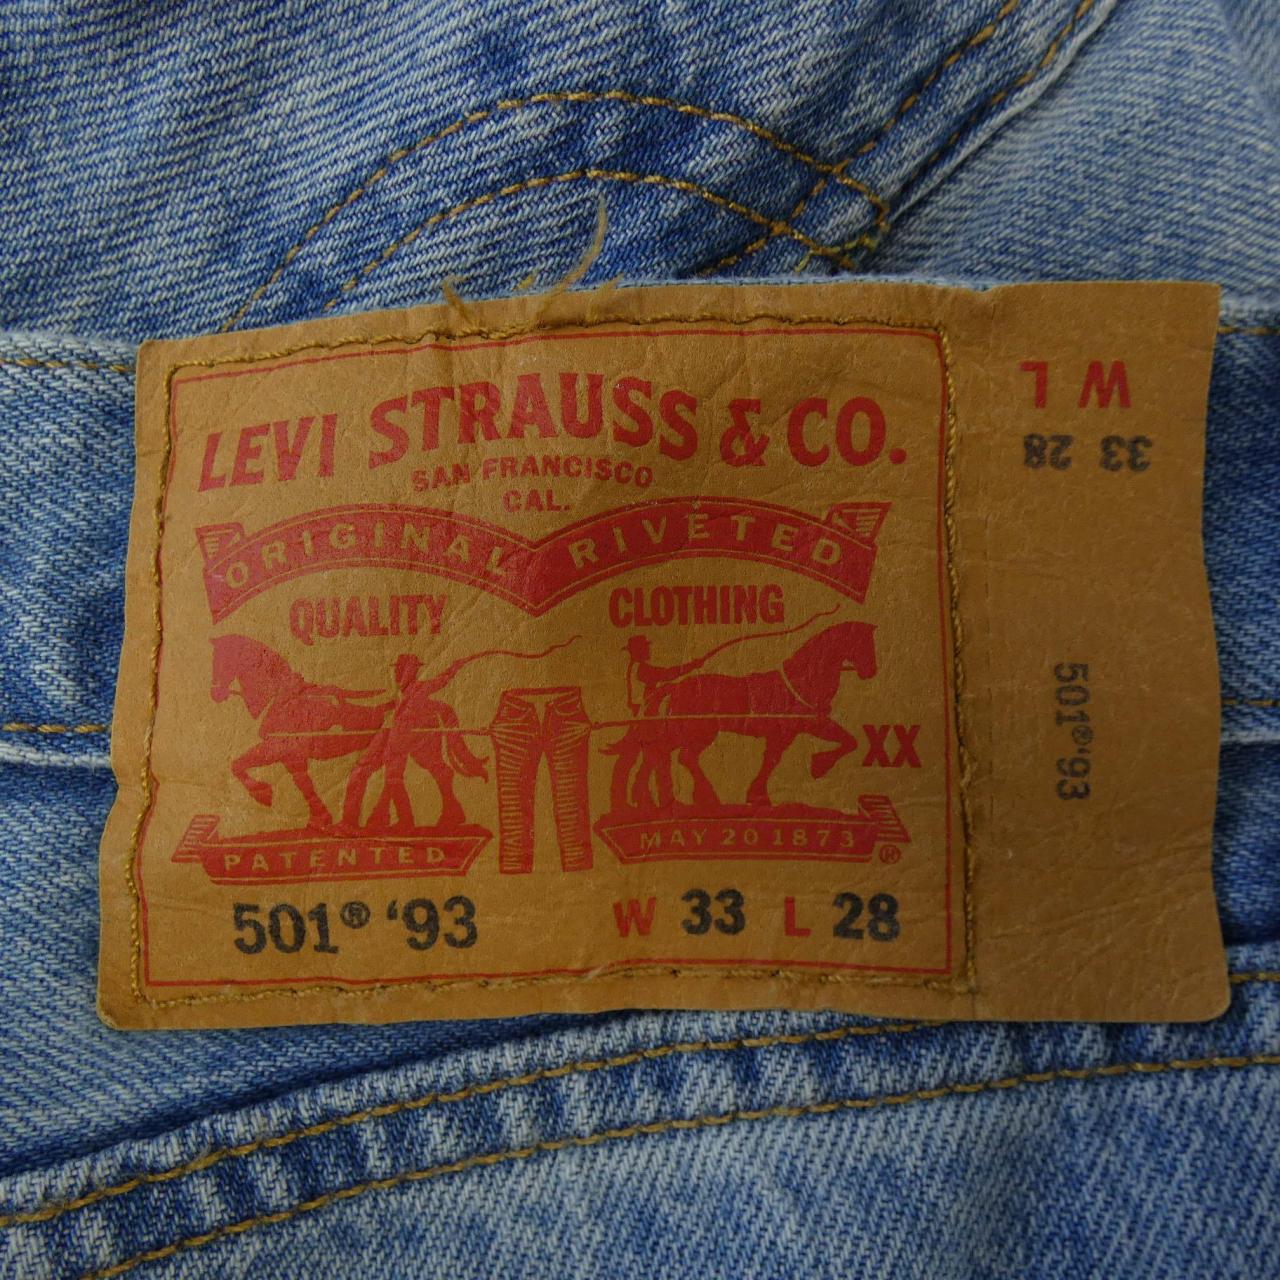 LEVI STRAUSS & CO.
SAN FRANCISCO
CAL.
ORIGINAL RIVETED
QUALITY CLOTHING
XX
PATENTED MAY 20 1873 ®
501® '93 W 33 L 28
W L
33 28
501®'93